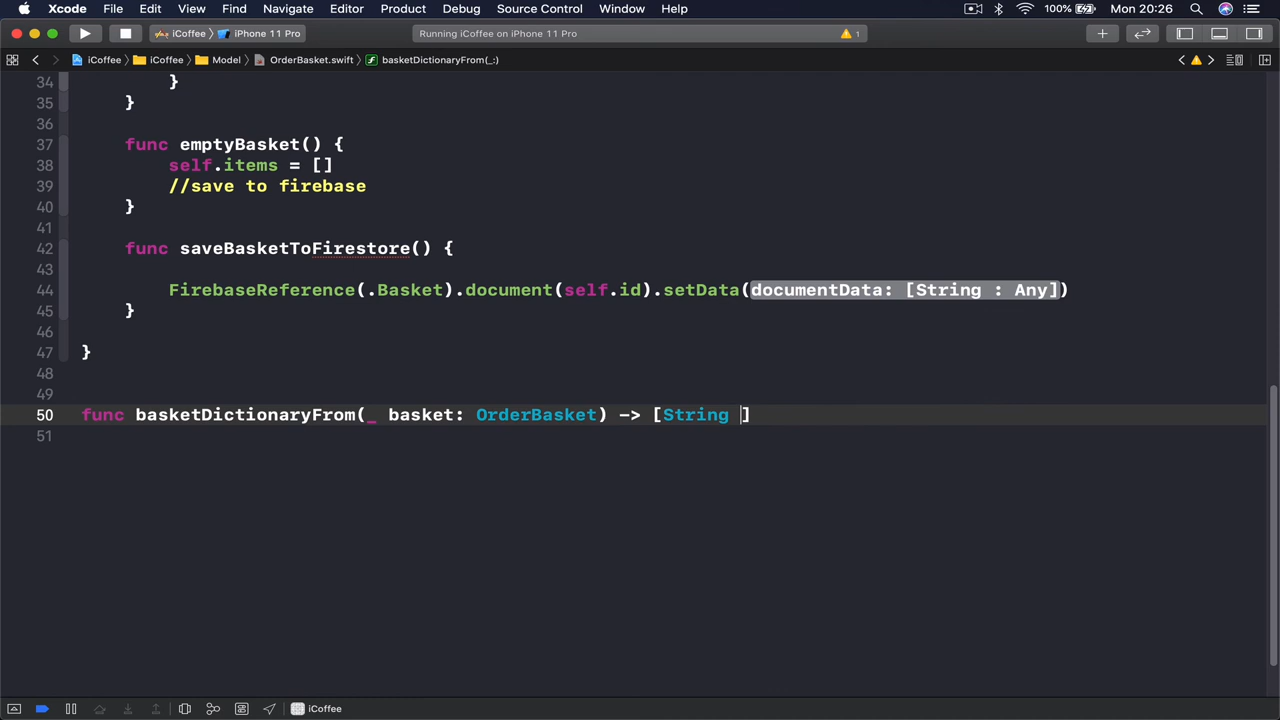 Xcode File Edit View Find Navigate Editor Product Debug Source Control Window Help 100% Mon 20:26
iCoffee iPhone 11 Pro Running iCoffee on iPhone 11 Pro 1
iCoffee iCoffee Model OrderBasket.swift basketDictionaryFrom(_:)
34 }
35 }
36
37 func emptyBasket() {
38 self.items = []
39 //save to firebase
40 }
41
42 func saveBasketToFirestore() {
43
44 FirebaseReference(.Basket).document(self.id).setData(documentData: [String : Any])
45 }
46
47 }
48
49
50 func basketDictionaryFrom(_ basket: OrderBasket) -> [String ]
51
iCoffee